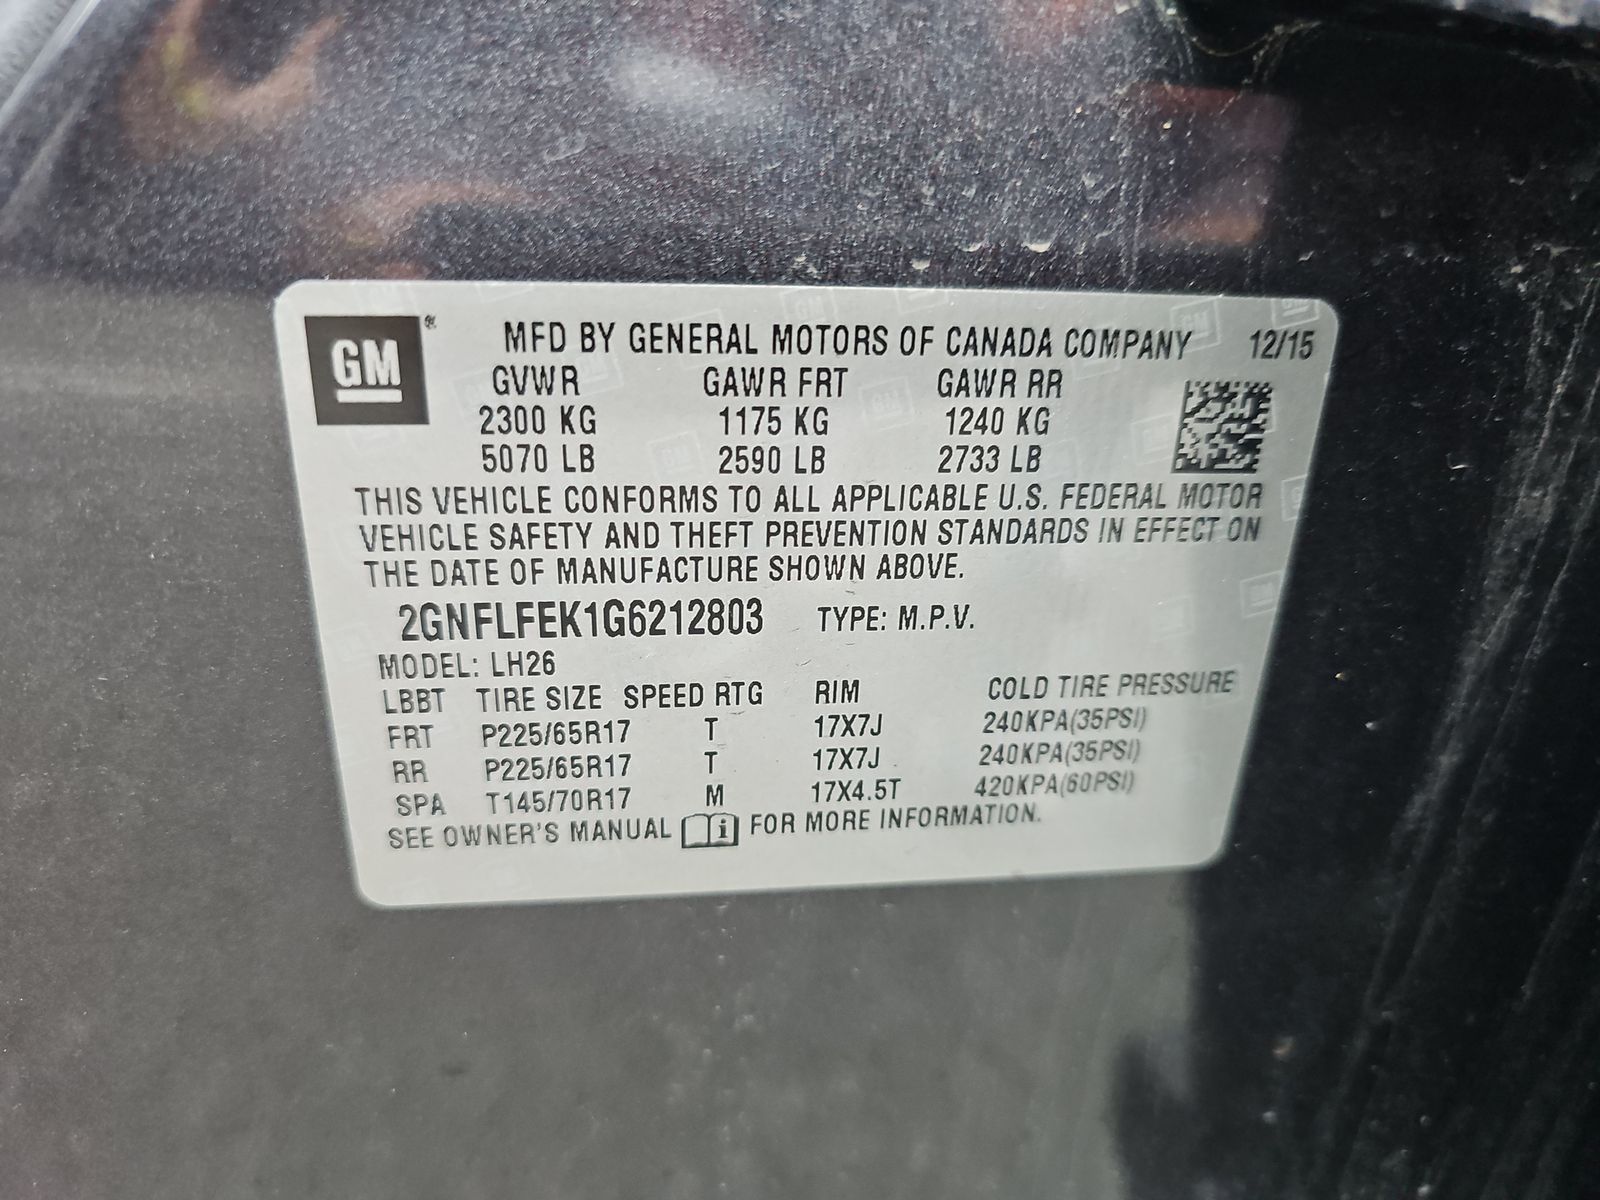 GM® MFD BY GENERAL MOTORS OF CANADA COMPANY 12/15
GVWR GAWR FRT GAWR RR
2300 KG 1175 KG 1240 KG
5070 LB 2590 LB 2733 LB
THIS VEHICLE CONFORMS TO ALL APPLICABLE U.S. FEDERAL MOTOR
VEHICLE SAFETY AND THEFT PREVENTION STANDARDS IN EFFECT ON
THE DATE OF MANUFACTURE SHOWN ABOVE.
2GNFLFEK1G6212803 TYPE: M.P.V.
MODEL: LH26
LBBT TIRE SIZE SPEED RTG RIM COLD TIRE PRESSURE
FRT P225/65R17 T 17X7J 240KPA(35PSI)
RR P225/65R17 T 17X7J 240KPA(35PSI)
SPA T145/70R17 M 17X4.5T 420KPA(60PSI)
SEE OWNER'S MANUAL i FOR MORE INFORMATION.